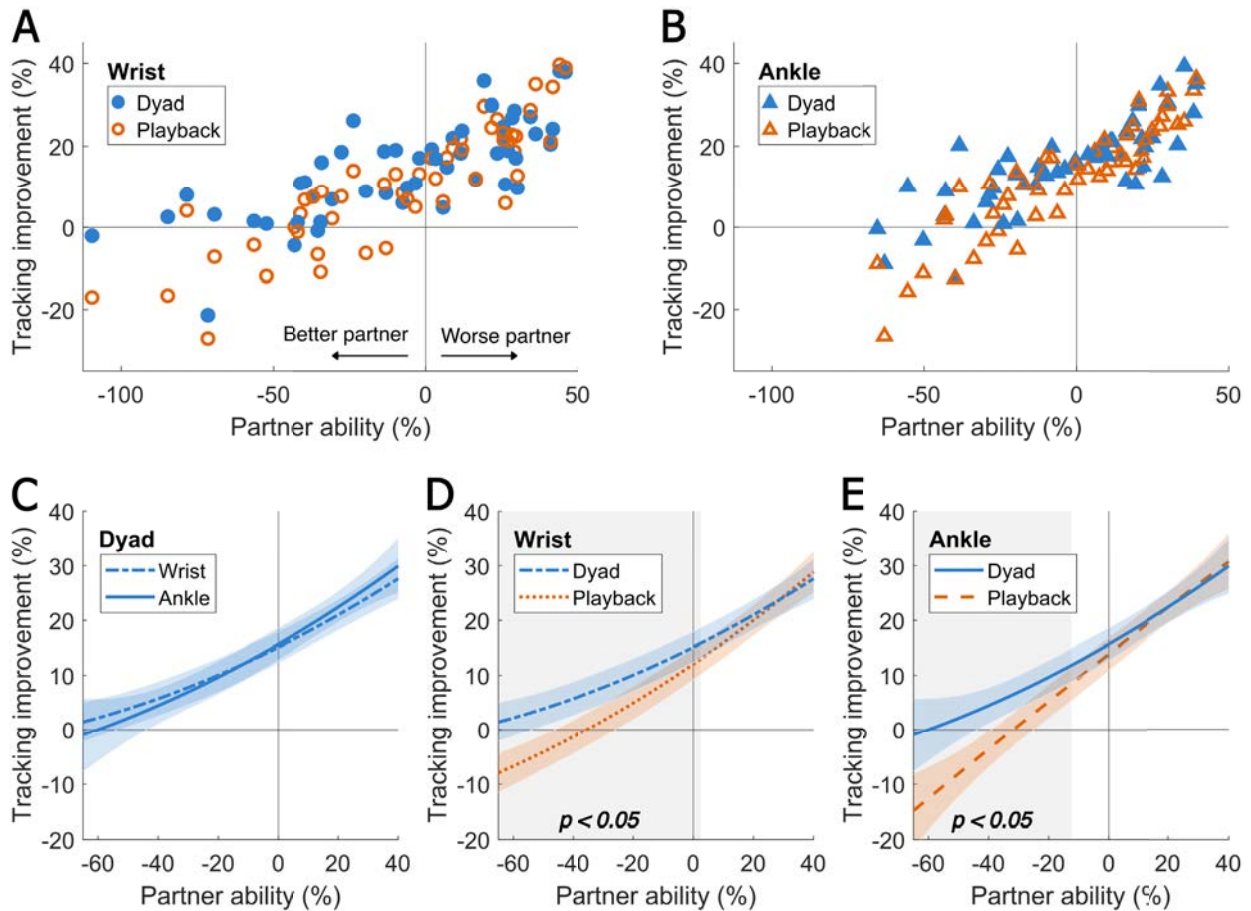 A
Tracking improvement (%)
40
20
0
-20
Wrist
Dyad
Playback
Better partner
Worse partner
-100
-50
0
50
Partner ability (%)
B
Tracking improvement (%)
40
20
0
-20
Ankle
Dyad
Playback
-100
-50
0
50
Partner ability (%)
C
Tracking improvement (%)
40
30
20
10
0
-10
-20
Dyad
Wrist
Ankle
-60
-40
-20
0
20
40
Partner ability (%)
D
Tracking improvement (%)
40
30
20
10
0
-10
-20
Wrist
Dyad
Playback
p < 0.05
-60
-40
-20
0
20
40
Partner ability (%)
E
Tracking improvement (%)
40
30
20
10
0
-10
-20
Ankle
Dyad
Playback
p < 0.05
-60
-40
-20
0
20
40
Partner ability (%)